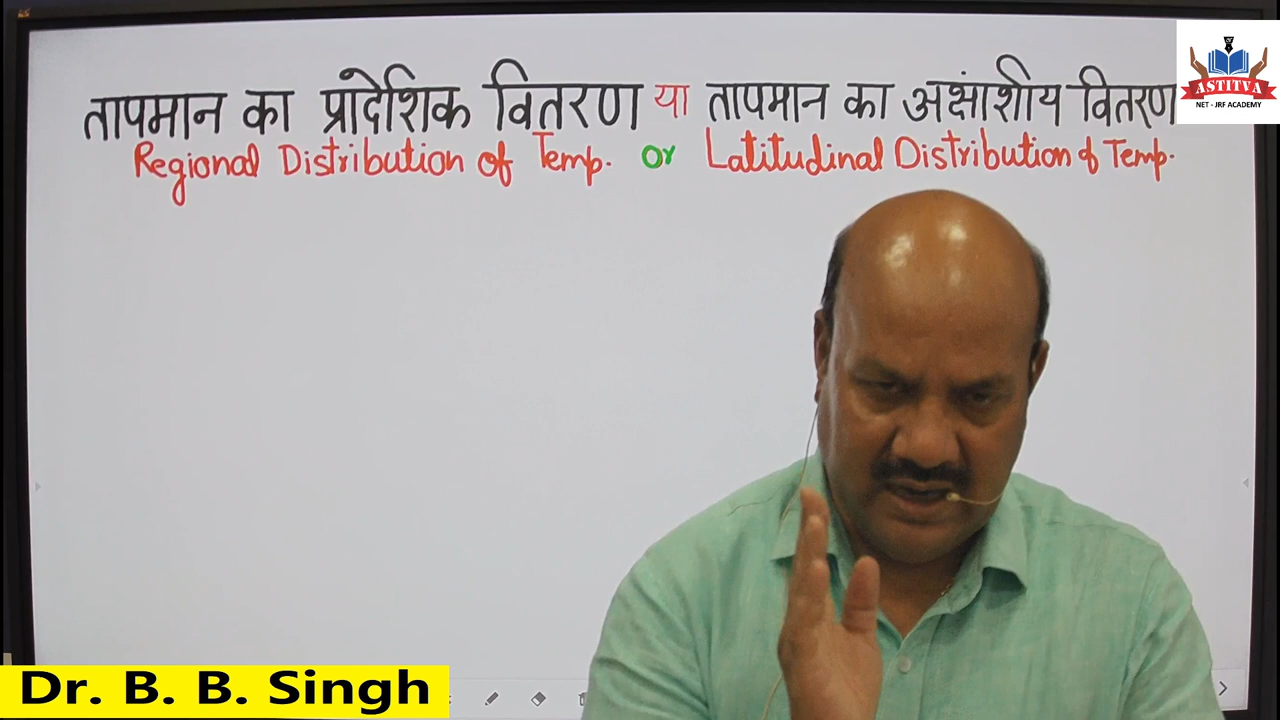 तापमान का प्रादेशिक वितरण या तापमान का अक्षांशीय वितरण
Regional Distribution of Temp. or Latitudinal Distribution of Temp.
ASTITVA
NET - JRF ACADEMY
Dr. B. B. Singh